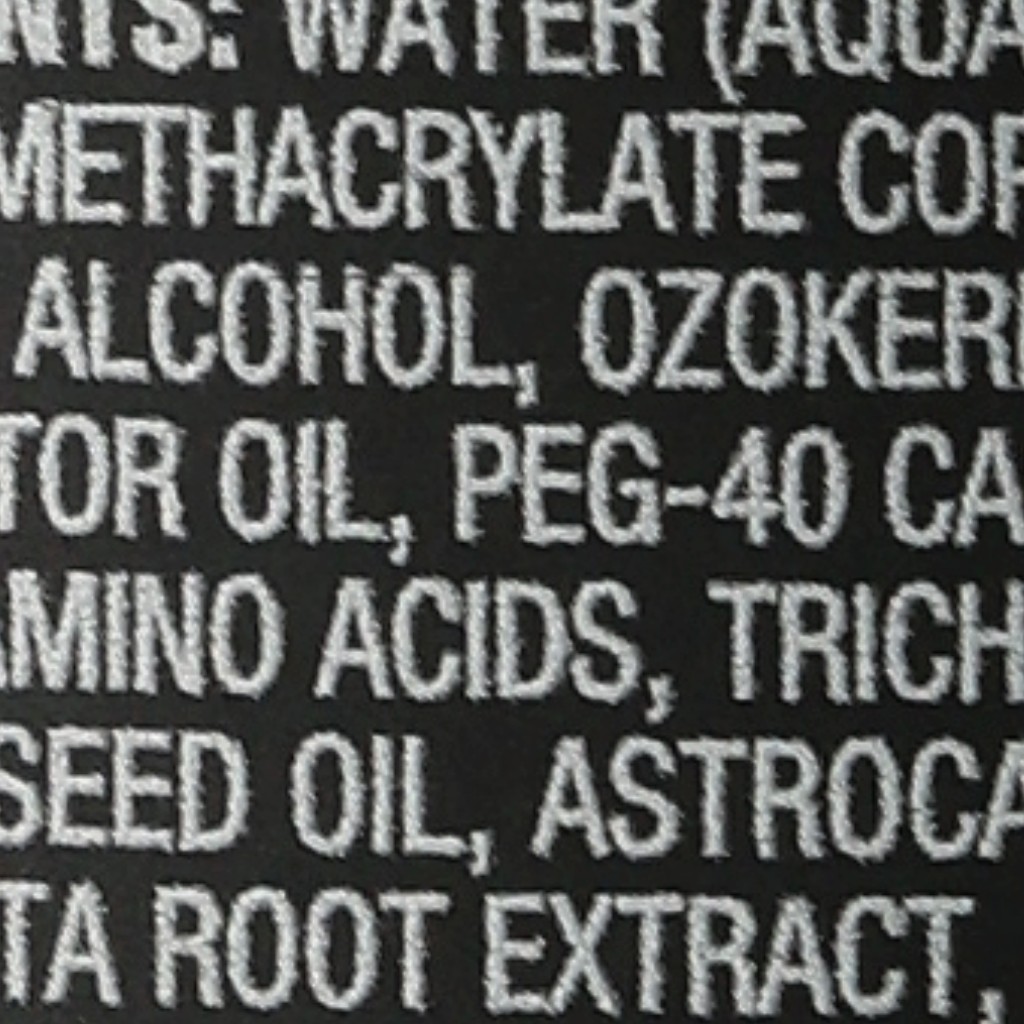 NTS: WATER (AQUA
METHACRYLATE COP
ALCOHOL, OZOKERI
TOR OIL, PEG-40 CA
AMINO ACIDS, TRICH
SEED OIL, ASTROCA
TA ROOT EXTRACT,